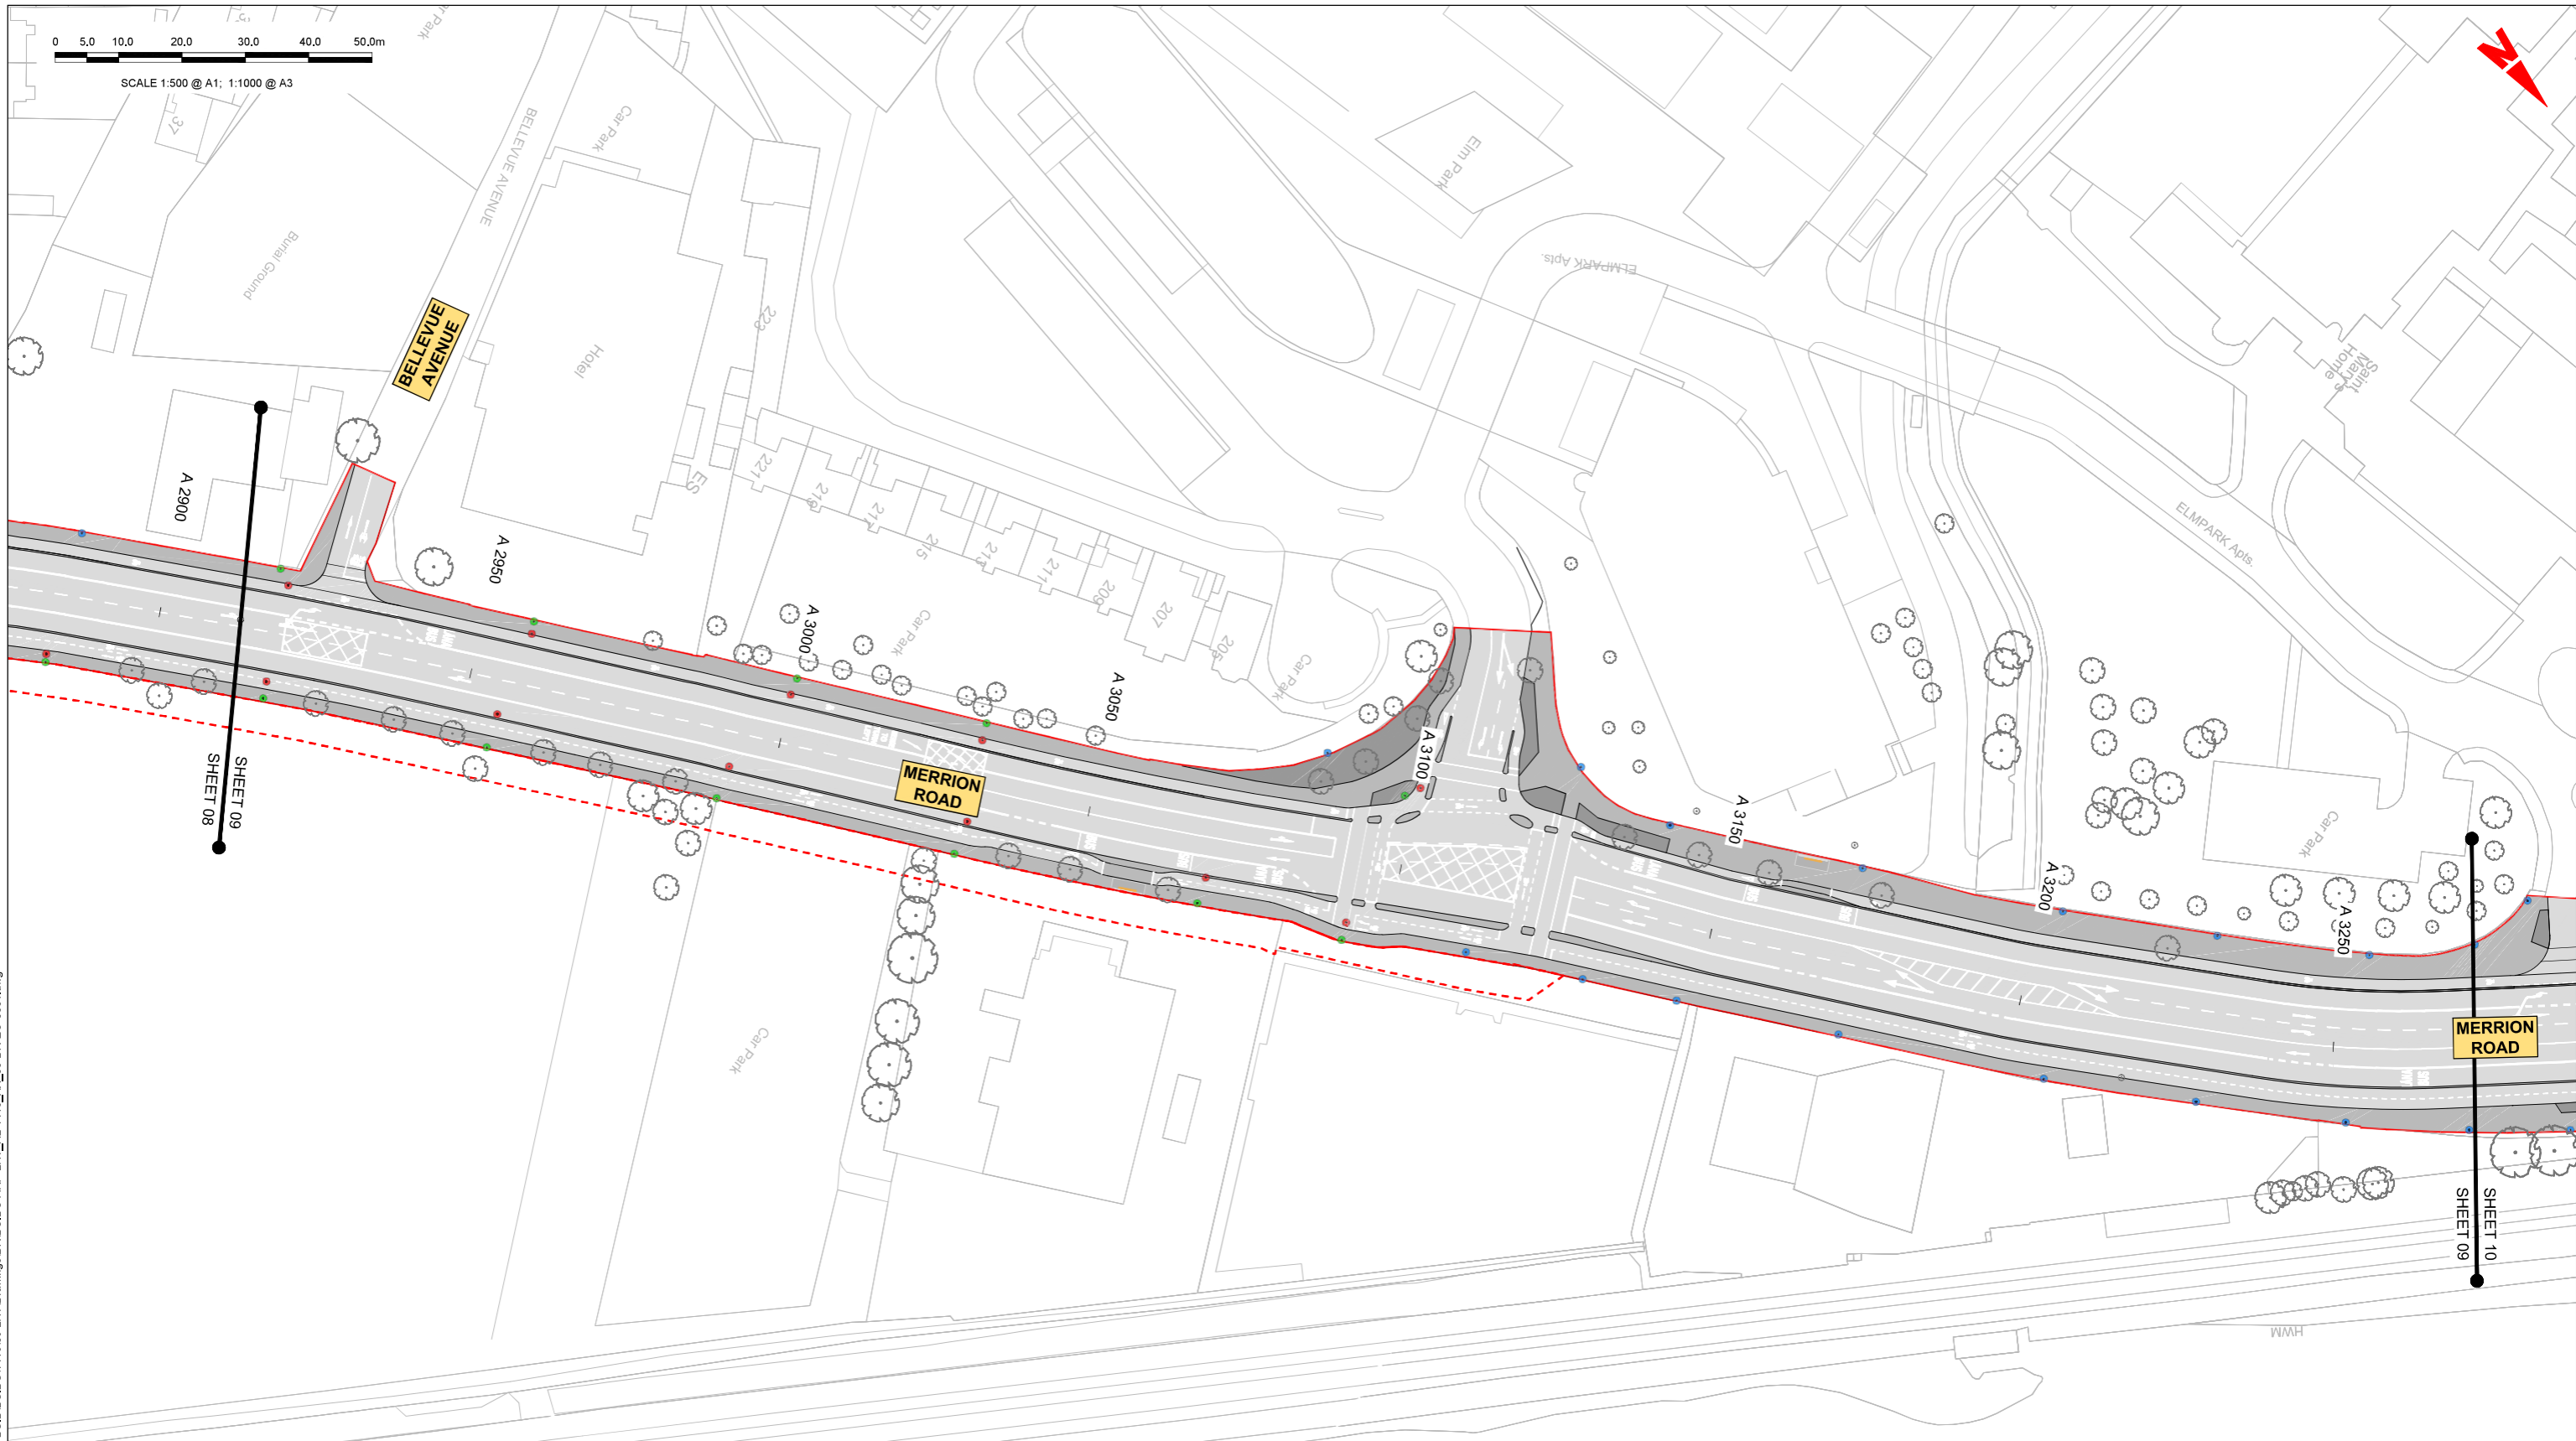 0 5.0 10.0 20.0 30.0 40.0 50.0m
SCALE 1:500 @ A1; 1:1000 @ A3
N
Car Park
37
BELLEVUE AVENUE
Car Park
Burial Ground
BELLEVUE
AVENUE
Hotel
223
Elm Park
ELMPARK Apts.
Saint
Mary's
Home
ELMPARK Apts.
ES
221
219
217
215
213
211
209
207
205
Car Park
Car Park
Car Park
A 2900
A 2950
A 3000
A 3050
A 3100
A 3150
A 3200
A 3250
SHEET 09
SHEET 08
MERRION
ROAD
MERRION
ROAD
Car Park
SHEET 10
SHEET 09
HWM